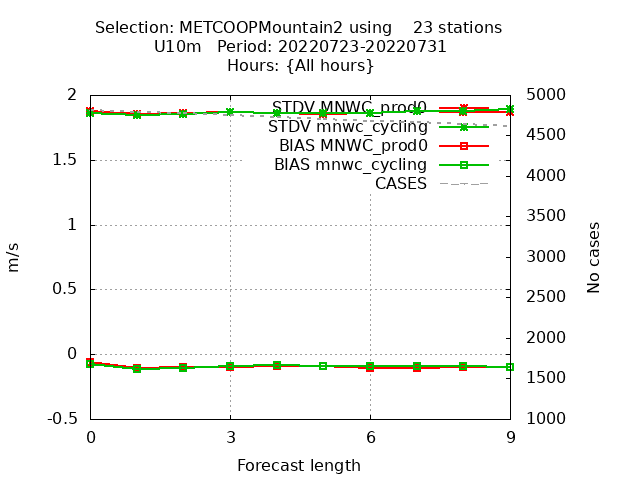 Selection: METCOOPMountain2 using    23 stations
U10m   Period: 20220723-20220731
Hours: {All hours}
STDV MNWC_prod0
STDV mnwc_cycling
BIAS MNWC_prod0
BIAS mnwc_cycling
CASES
2
1.5
1
0.5
0
-0.5
m/s
5000
4500
4000
3500
3000
2500
2000
1500
1000
No cases
0 3 6 9
Forecast length